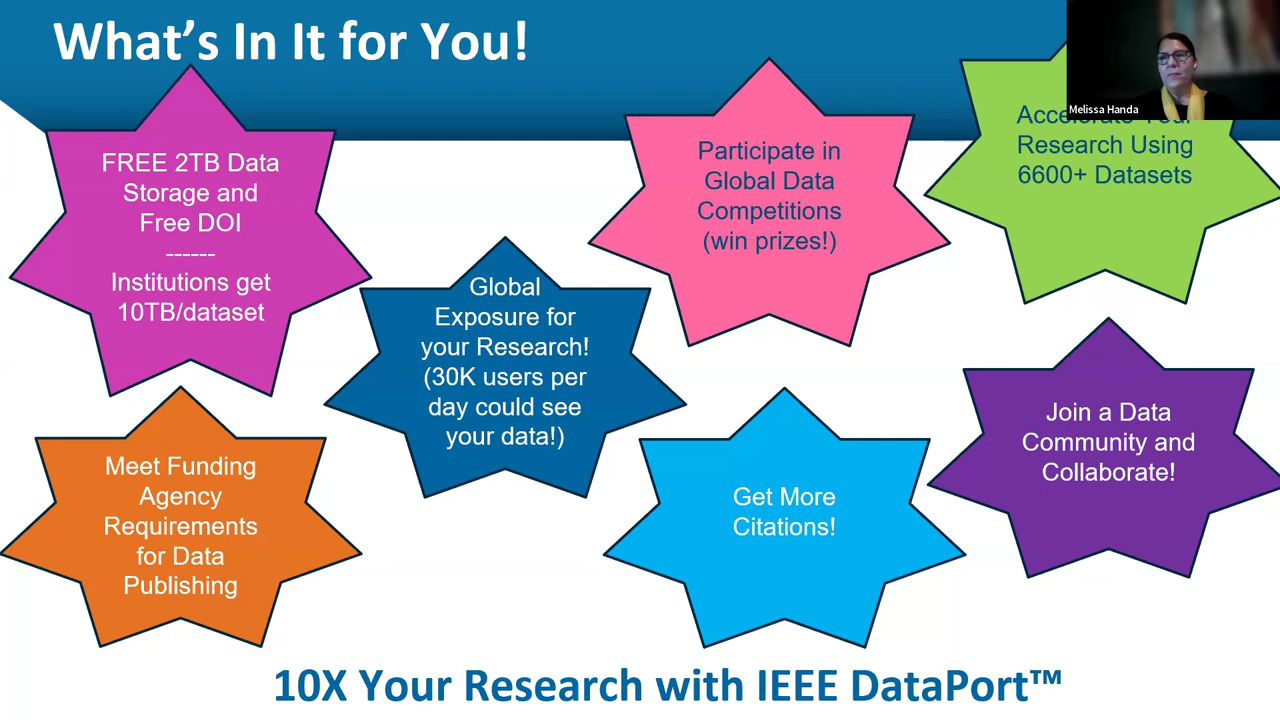 What's In It for You!
FREE 2TB Data
Storage and
Free DOI
------
Institutions get
10TB/dataset
Global
Exposure for
your Research!
(30K users per
day could see
your data!)
Participate in
Global Data
Competitions
(win prizes!)
Melissa Handa
Accelerate Your
Research Using
6600+ Datasets
Meet Funding
Agency
Requirements
for Data
Publishing
Get More
Citations!
Join a Data
Community and
Collaborate!
10X Your Research with IEEE DataPort™